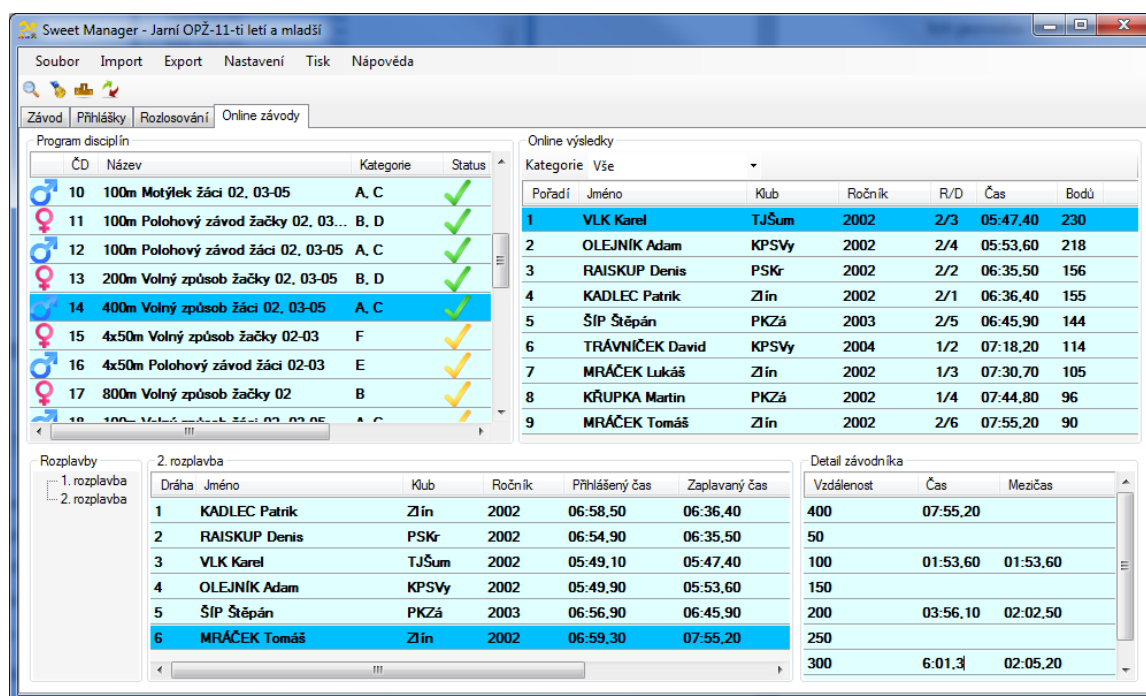 Sweet Manager - Jarní OPŽ-11-ti letí a mladší
Soubor Import Export Nastavení Tisk Nápověda
Závod Přihlášky Rozlosování Online závody
Program disciplín
ČD Název Kategorie Status
10 100m Motýlek žáci 02, 03-05 A, C
11 100m Polohový závod žačky 02, 03... B, D
12 100m Polohový závod žáci 02, 03-05 A, C
13 200m Volný způsob žačky 02, 03-05 B, D
14 400m Volný způsob žáci 02, 03-05 A, C
15 4x50m Volný způsob žačky 02-03 F
16 4x50m Polohový závod žáci 02-03 E
17 800m Volný způsob žačky 02 B
18 100m Volný způsob žáci 02, 03-05 A, C
Online výsledky
Kategorie Vše
Pořadí Jméno Klub Ročník R/D Čas Bodů
1 VLK Karel TJŠum 2002 2/3 05:47,40 230
2 OLEJNÍK Adam KPSVy 2002 2/4 05:53,60 218
3 RAISKUP Denis PSKr 2002 2/2 06:35,50 156
4 KADLEC Patrik Zlín 2002 2/1 06:36,40 155
5 ŠÍP Štěpán PKZá 2003 2/5 06:45,90 144
6 TRÁVNÍČEK David KPSVy 2004 1/2 07:18,20 114
7 MRÁČEK Lukáš Zlín 2002 1/3 07:30,70 105
8 KŘUPKA Martin PKZá 2002 1/4 07:44,80 96
9 MRÁČEK Tomáš Zlín 2002 2/6 07:55,20 90
Rozplavby
1. rozplavba
2. rozplavba
2. rozplavba
Dráha Jméno Klub Ročník Přihlášený čas Zaplavaný čas
1 KADLEC Patrik Zlín 2002 06:58,50 06:36,40
2 RAISKUP Denis PSKr 2002 06:54,90 06:35,50
3 VLK Karel TJŠum 2002 05:49,10 05:47,40
4 OLEJNÍK Adam KPSVy 2002 05:49,90 05:53,60
5 ŠÍP Štěpán PKZá 2003 06:56,90 06:45,90
6 MRÁČEK Tomáš Zlín 2002 06:59,30 07:55,20
Detail závodníka
Vzdálenost Čas Mezičas
400 07:55,20
50
100 01:53,60 01:53,60
150
200 03:56,10 02:02,50
250
300 6:01,3 02:05,20